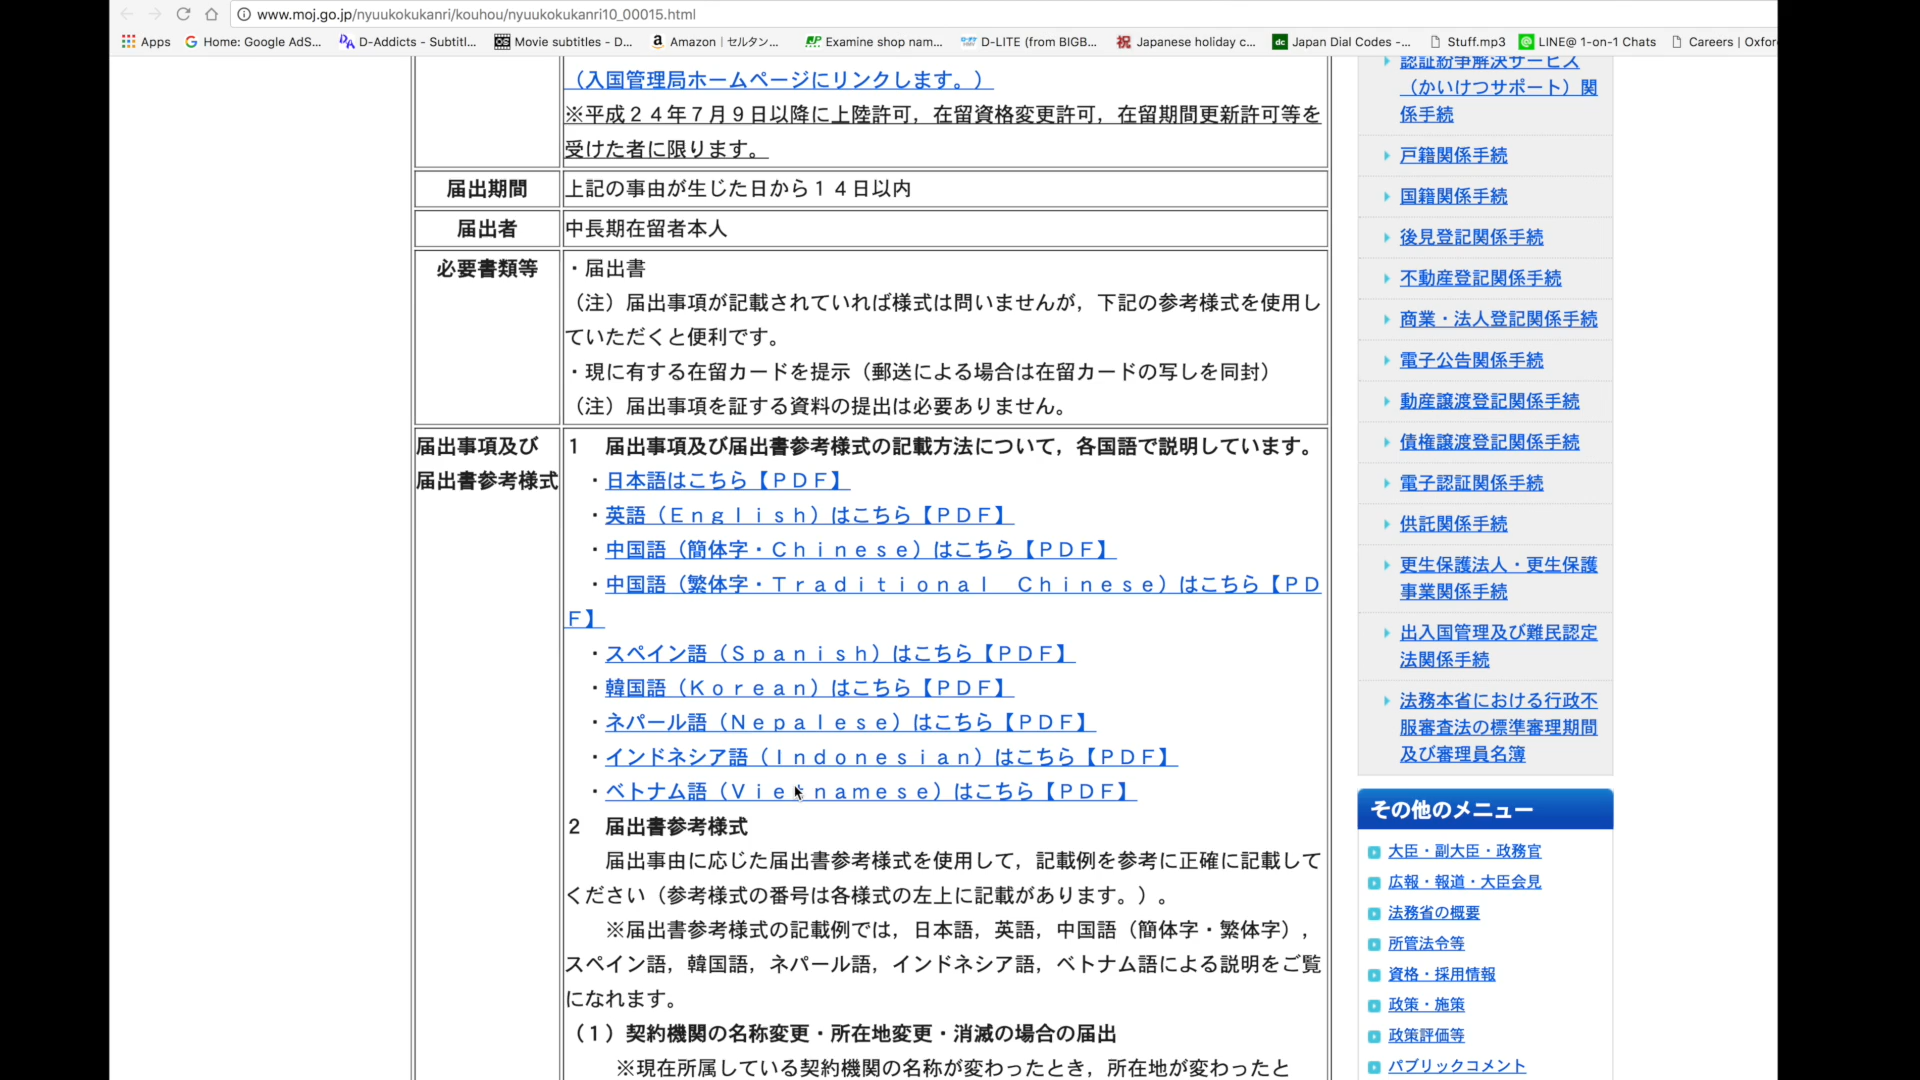 www.moj.go.jp/nyuukokukanri/kouhou/nyuukokukanri10_00015.html
Apps Home: Google AdS... D-Addicts - Subtitl... Movie subtitles - D... Amazon | セルタン... Examine shop nam... D-LITE (from BIGB... Japanese holiday c... Japan Dial Codes -... Stuff.mp3 LINE@ 1-on-1 Chats Careers | Oxfor
（入国管理局ホームページにリンクします。）
※平成２４年７月９日以降に上陸許可，在留資格変更許可，在留期間更新許可等を
受けた者に限ります。
届出期間 上記の事由が生じた日から１４日以内
届出者 中長期在留者本人
必要書類等 ・届出書
（注）届出事項が記載されていれば様式は問いませんが，下記の参考様式を使用し
ていただくと便利です。
・現に有する在留カードを提示（郵送による場合は在留カードの写しを同封）
（注）届出事項を証する資料の提出は必要ありません。
届出事項及び
届出書参考様式
１　届出事項及び届出書参考様式の記載方法について，各国語で説明しています。
・日本語はこちら【ＰＤＦ】
・英語（Ｅｎｇｌｉｓｈ）はこちら【ＰＤＦ】
・中国語（簡体字・Ｃｈｉｎｅｓｅ）はこちら【ＰＤＦ】
・中国語（繁体字・Ｔｒａｄｉｔｉｏｎａｌ　Ｃｈｉｎｅｓｅ）はこちら【ＰＤ
Ｆ】
・スペイン語（Ｓｐａｎｉｓｈ）はこちら【ＰＤＦ】
・韓国語（Ｋｏｒｅａｎ）はこちら【ＰＤＦ】
・ネパール語（Ｎｅｐａｌｅｓｅ）はこちら【ＰＤＦ】
・インドネシア語（Ｉｎｄｏｎｅｓｉａｎ）はこちら【ＰＤＦ】
・ベトナム語（Ｖｉｅｔｎａｍｅｓｅ）はこちら【ＰＤＦ】
２　届出書参考様式
届出事由に応じた届出書参考様式を使用して，記載例を参考に正確に記載して
ください（参考様式の番号は各様式の左上に記載があります。）。
※届出書参考様式の記載例では，日本語，英語，中国語（簡体字・繁体字），
スペイン語，韓国語，ネパール語，インドネシア語，ベトナム語による説明をご覧
になれます。
（１）契約機関の名称変更・所在地変更・消滅の場合の届出
※現在所属している契約機関の名称が変わったとき，所在地が変わったと
認証紛争解決サービス
（かいけつサポート）関
係手続
戸籍関係手続
国籍関係手続
後見登記関係手続
不動産登記関係手続
商業・法人登記関係手続
電子公告関係手続
動産譲渡登記関係手続
債権譲渡登記関係手続
電子認証関係手続
供託関係手続
更生保護法人・更生保護
事業関係手続
出入国管理及び難民認定
法関係手続
法務本省における行政不
服審査法の標準審理期間
及び審理員名簿
その他のメニュー
大臣・副大臣・政務官
広報・報道・大臣会見
法務省の概要
所管法令等
資格・採用情報
政策・施策
政策評価等
パブリックコメント